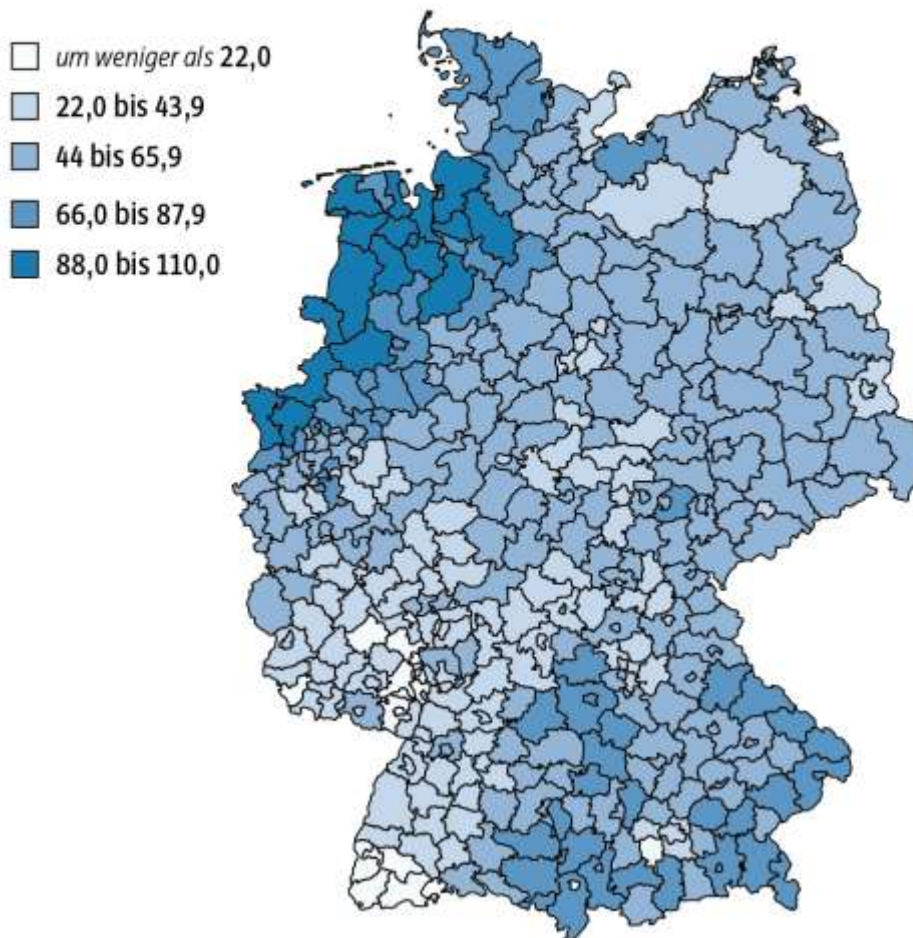 um weniger als 22,0
22,0 bis 43,9
44 bis 65,9
66,0 bis 87,9
88,0 bis 110,0